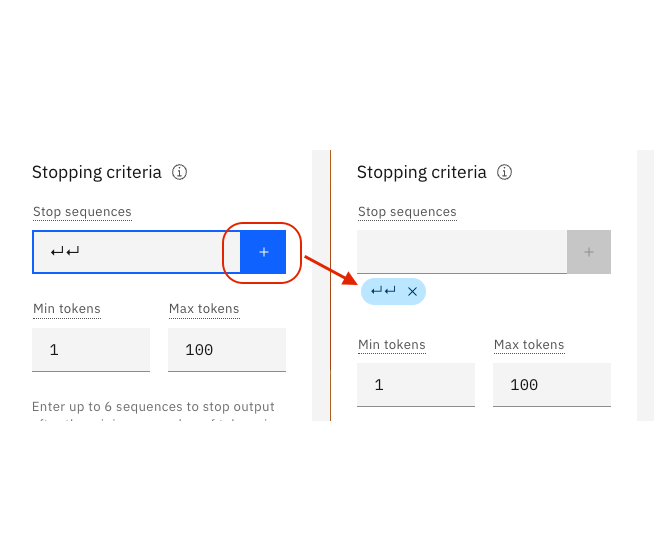 Stopping criteria
Stop sequences
↵↵ +
Min tokens Max tokens
1 100
Enter up to 6 sequences to stop output
Stopping criteria
Stop sequences
+
↵↵ ×
Min tokens Max tokens
1 100